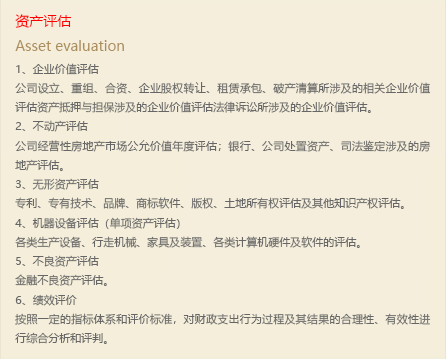 资产评估
Asset evaluation
1、企业价值评估
公司设立、重组、合资、企业股权转让、租赁承包、破产清算所涉及的相关企业价值
评估资产抵押与担保涉及的企业价值评估法律诉讼所涉及的企业价值评估。
2、不动产评估
公司经营性房地产市场公允价值年度评估；银行、公司处置资产、司法鉴定涉及的房
地产评估。
3、无形资产评估
专利、专有技术、品牌、商标软件、版权、土地所有权评估及其他知识产权评估。
4、机器设备评估（单项资产评估）
各类生产设备、行走机械、家具及装置、各类计算机硬件及软件的评估。
5、不良资产评估
金融不良资产评估。
6、绩效评价
按照一定的指标体系和评价标准，对财政支出行为过程及其结果的合理性、有效性进
行综合分析和评判。